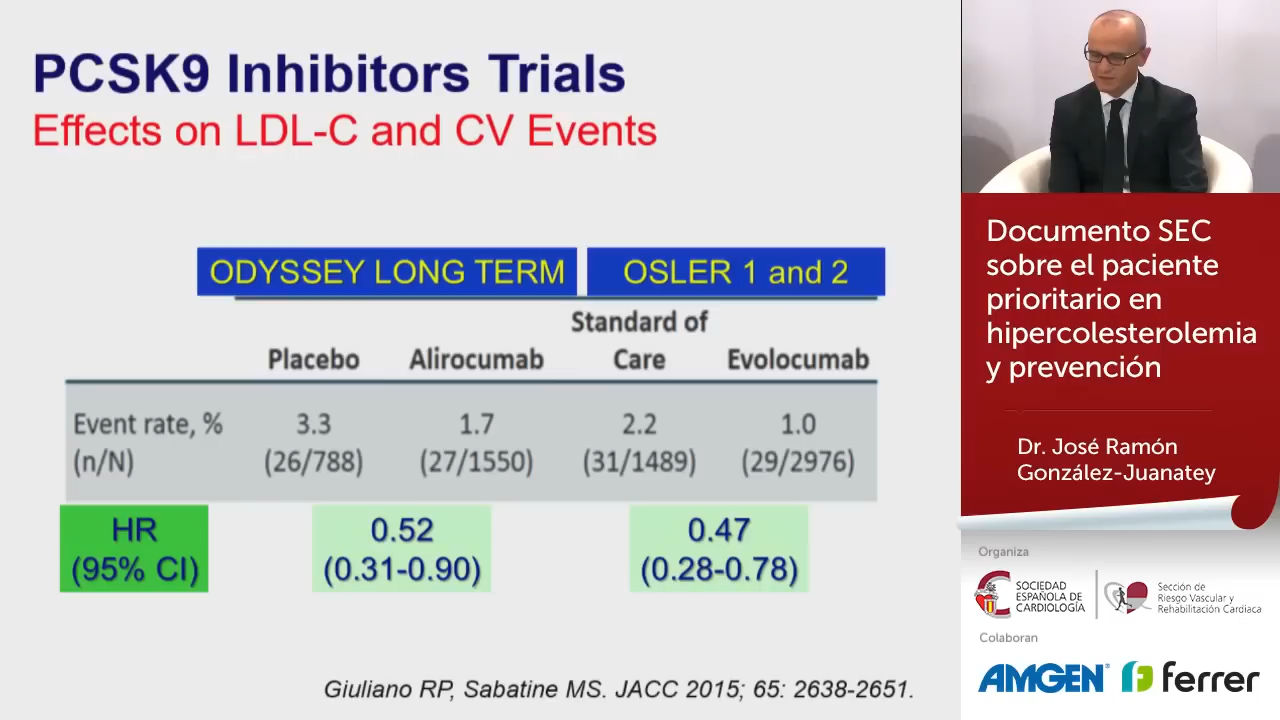 PCSK9 Inhibitors Trials
Effects on LDL-C and CV Events
ODYSSEY LONG TERM
OSLER 1 and 2
Placebo
Alirocumab
Standard of
Care
Evolocumab
Event rate, %
(n/N)
3.3
(26/788)
1.7
(27/1550)
2.2
(31/1489)
1.0
(29/2976)
HR
(95% CI)
0.52
(0.31-0.90)
0.47
(0.28-0.78)
Giuliano RP, Sabatine MS. JACC 2015; 65: 2638-2651.
Documento SEC
sobre el paciente
prioritario en
hipercolesterolemia
y prevención
Dr. José Ramón
González-Juanatey
Organiza
SOCIEDAD
ESPAÑOLA DE
CARDIOLOGÍA
Sección de
Riesgo Vascular y
Rehabilitación Cardiaca
Colaboran
AMGEN®
ferrer